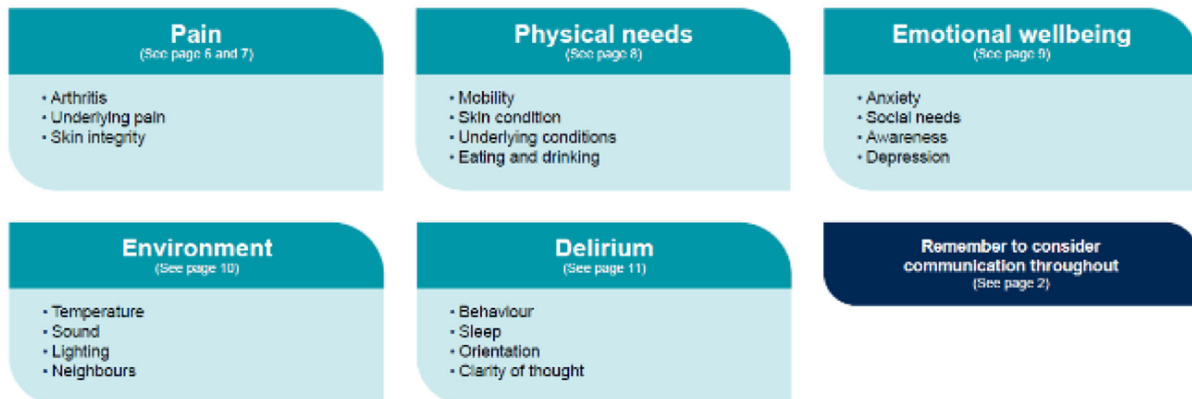 Pain
(See page 6 and 7)
• Arthritis
• Underlying pain
• Skin integrity
Physical needs
(See page 8)
• Mobility
• Skin condition
• Underlying conditions
• Eating and drinking
Emotional wellbeing
(See page 9)
• Anxiety
• Social needs
• Awareness
• Depression
Environment
(See page 10)
• Temperature
• Sound
• Lighting
• Neighbours
Delirium
(See page 11)
• Behaviour
• Sleep
• Orientation
• Clarity of thought
Remember to consider
communication throughout
(See page 2)